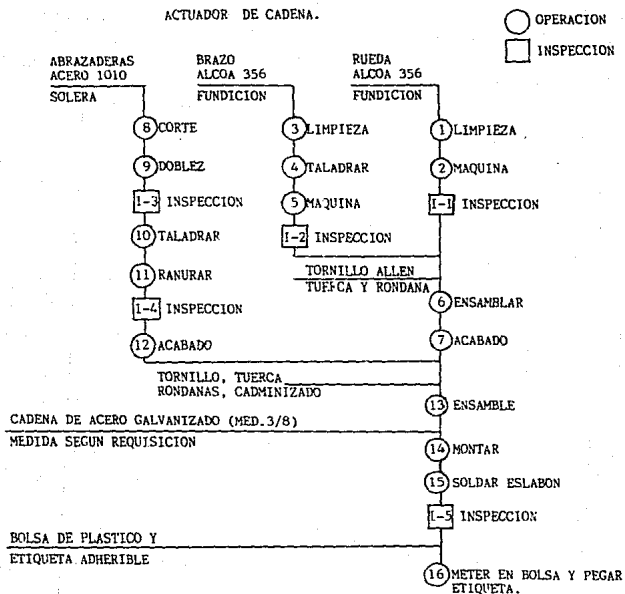 ACTUADOR DE CADENA.
OPERACION
INSPECCION
ABRAZADERAS
ACERO 1010
SOLERA
BRAZO
ALCOA 356
FUNDICION
RUEDA
ALCOA 356
FUNDICION
8 CORTE
9 DOBLEZ
I-3 INSPECCION
10 TALADRAR
11 RANURAR
I-4 INSPECCION
12 ACABADO
3 LIMPIEZA
4 TALADRAR
5 MAQUINA
I-2 INSPECCION
1 LIMPIEZA
2 MAQUINA
I-1 INSPECCION
TORNILLO ALLEN
TUERCA Y RONDANA
6 ENSAMBLAR
7 ACABADO
TORNILLO, TUERCA
RONDANAS, CADMINIZADO
13 ENSAMBLE
CADENA DE ACERO GALVANIZADO (MED.3/8)
MEDIDA SEGUN REQUISICION
14 MONTAR
15 SOLDAR ESLABON
I-5 INSPECCION
BOLSA DE PLASTICO Y
ETIQUETA ADHERIBLE
16 METER EN BOLSA Y PEGAR
ETIQUETA.